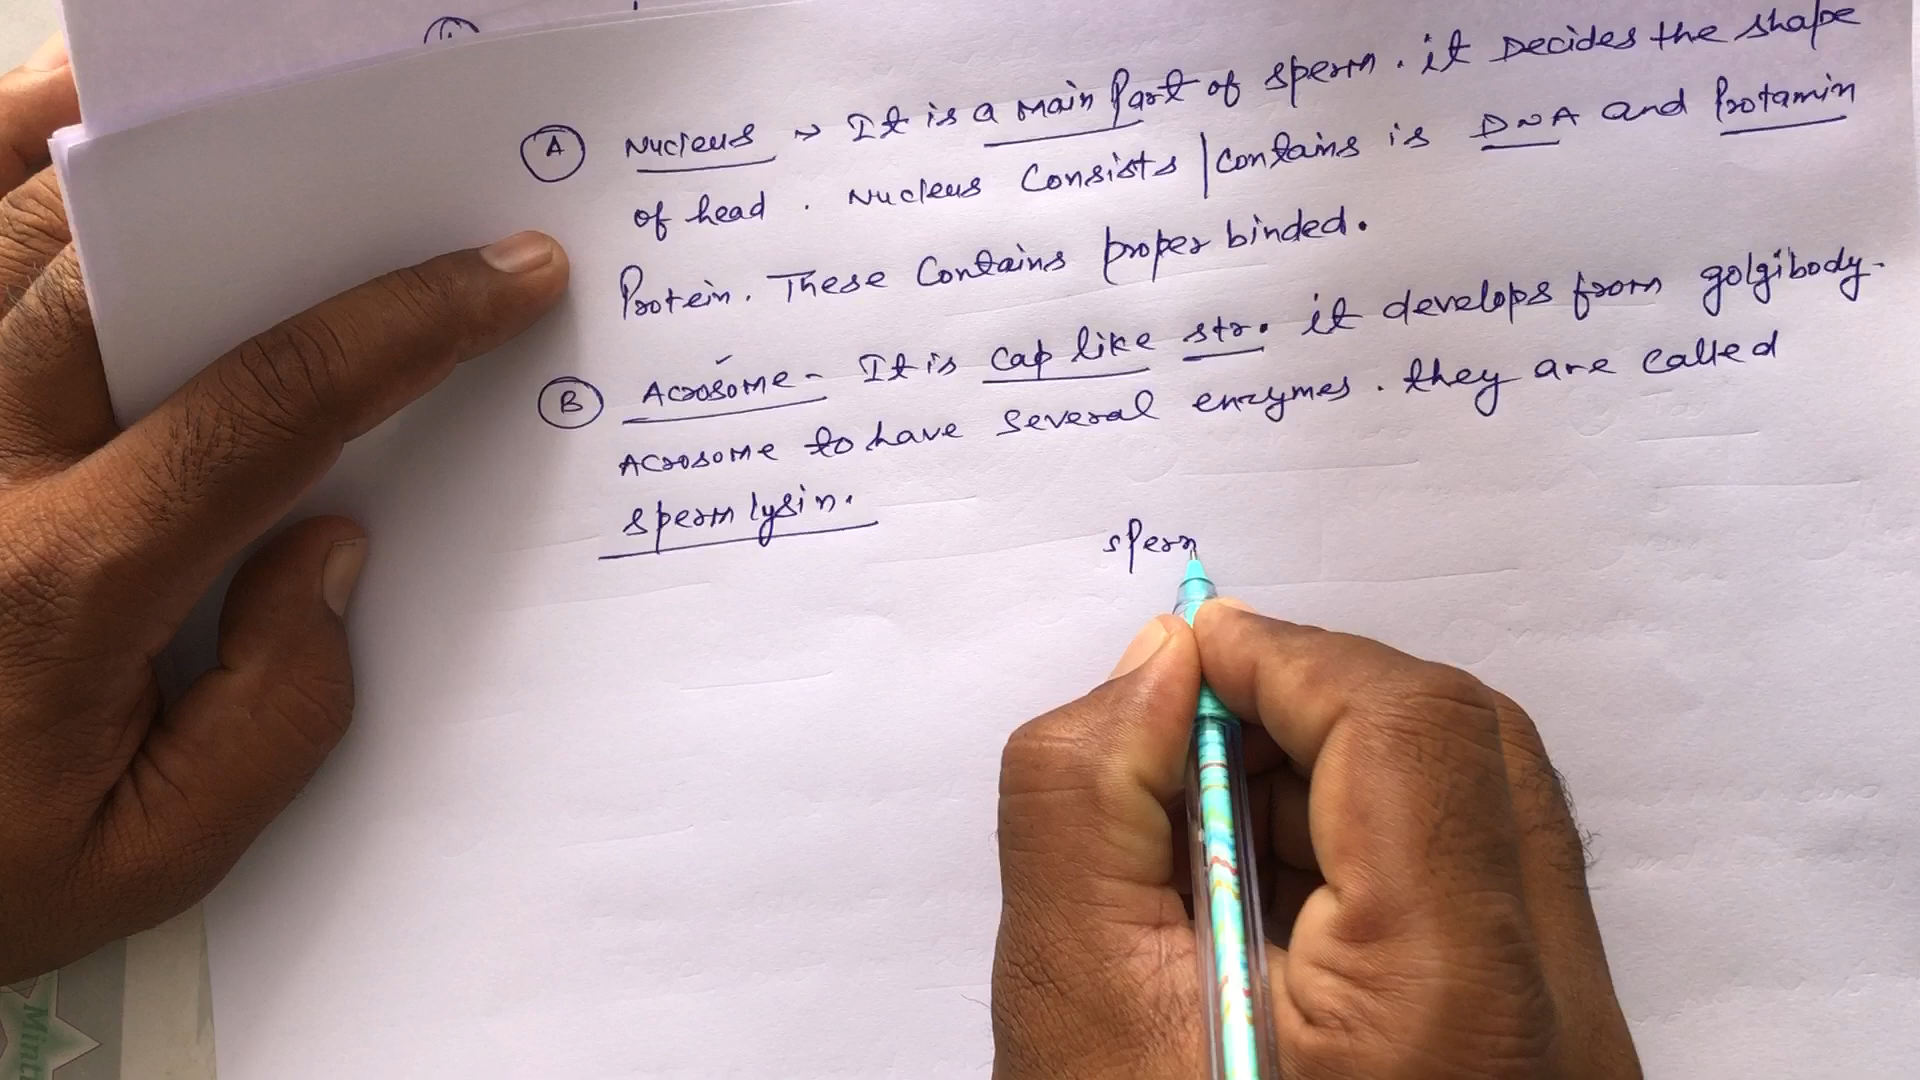 A Nucleus → It is a main Part of sperm. it Decides the shape
of head. Nucleus Consists | contains is DNA and Protamin
Protein. These Contains proper binded.
B Acrosome - It is cap like str. it develops from golgibody.
Acrosome to have several enzymes. they are called
sperm lysin.
sperm